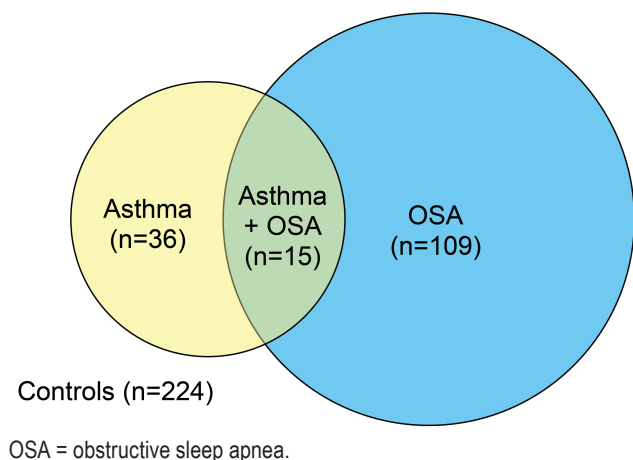 Asthma
(n=36)
Asthma
+ OSA
(n=15)
OSA
(n=109)
Controls (n=224)
OSA = obstructive sleep apnea.